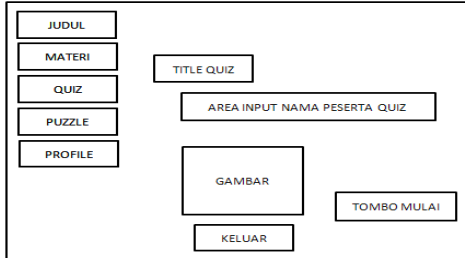 JUDUL
MATERI
QUIZ
PUZZLE
PROFILE
TITLE QUIZ
AREA INPUT NAMA PESERTA QUIZ
GAMBAR
TOMBO MULAI
KELUAR